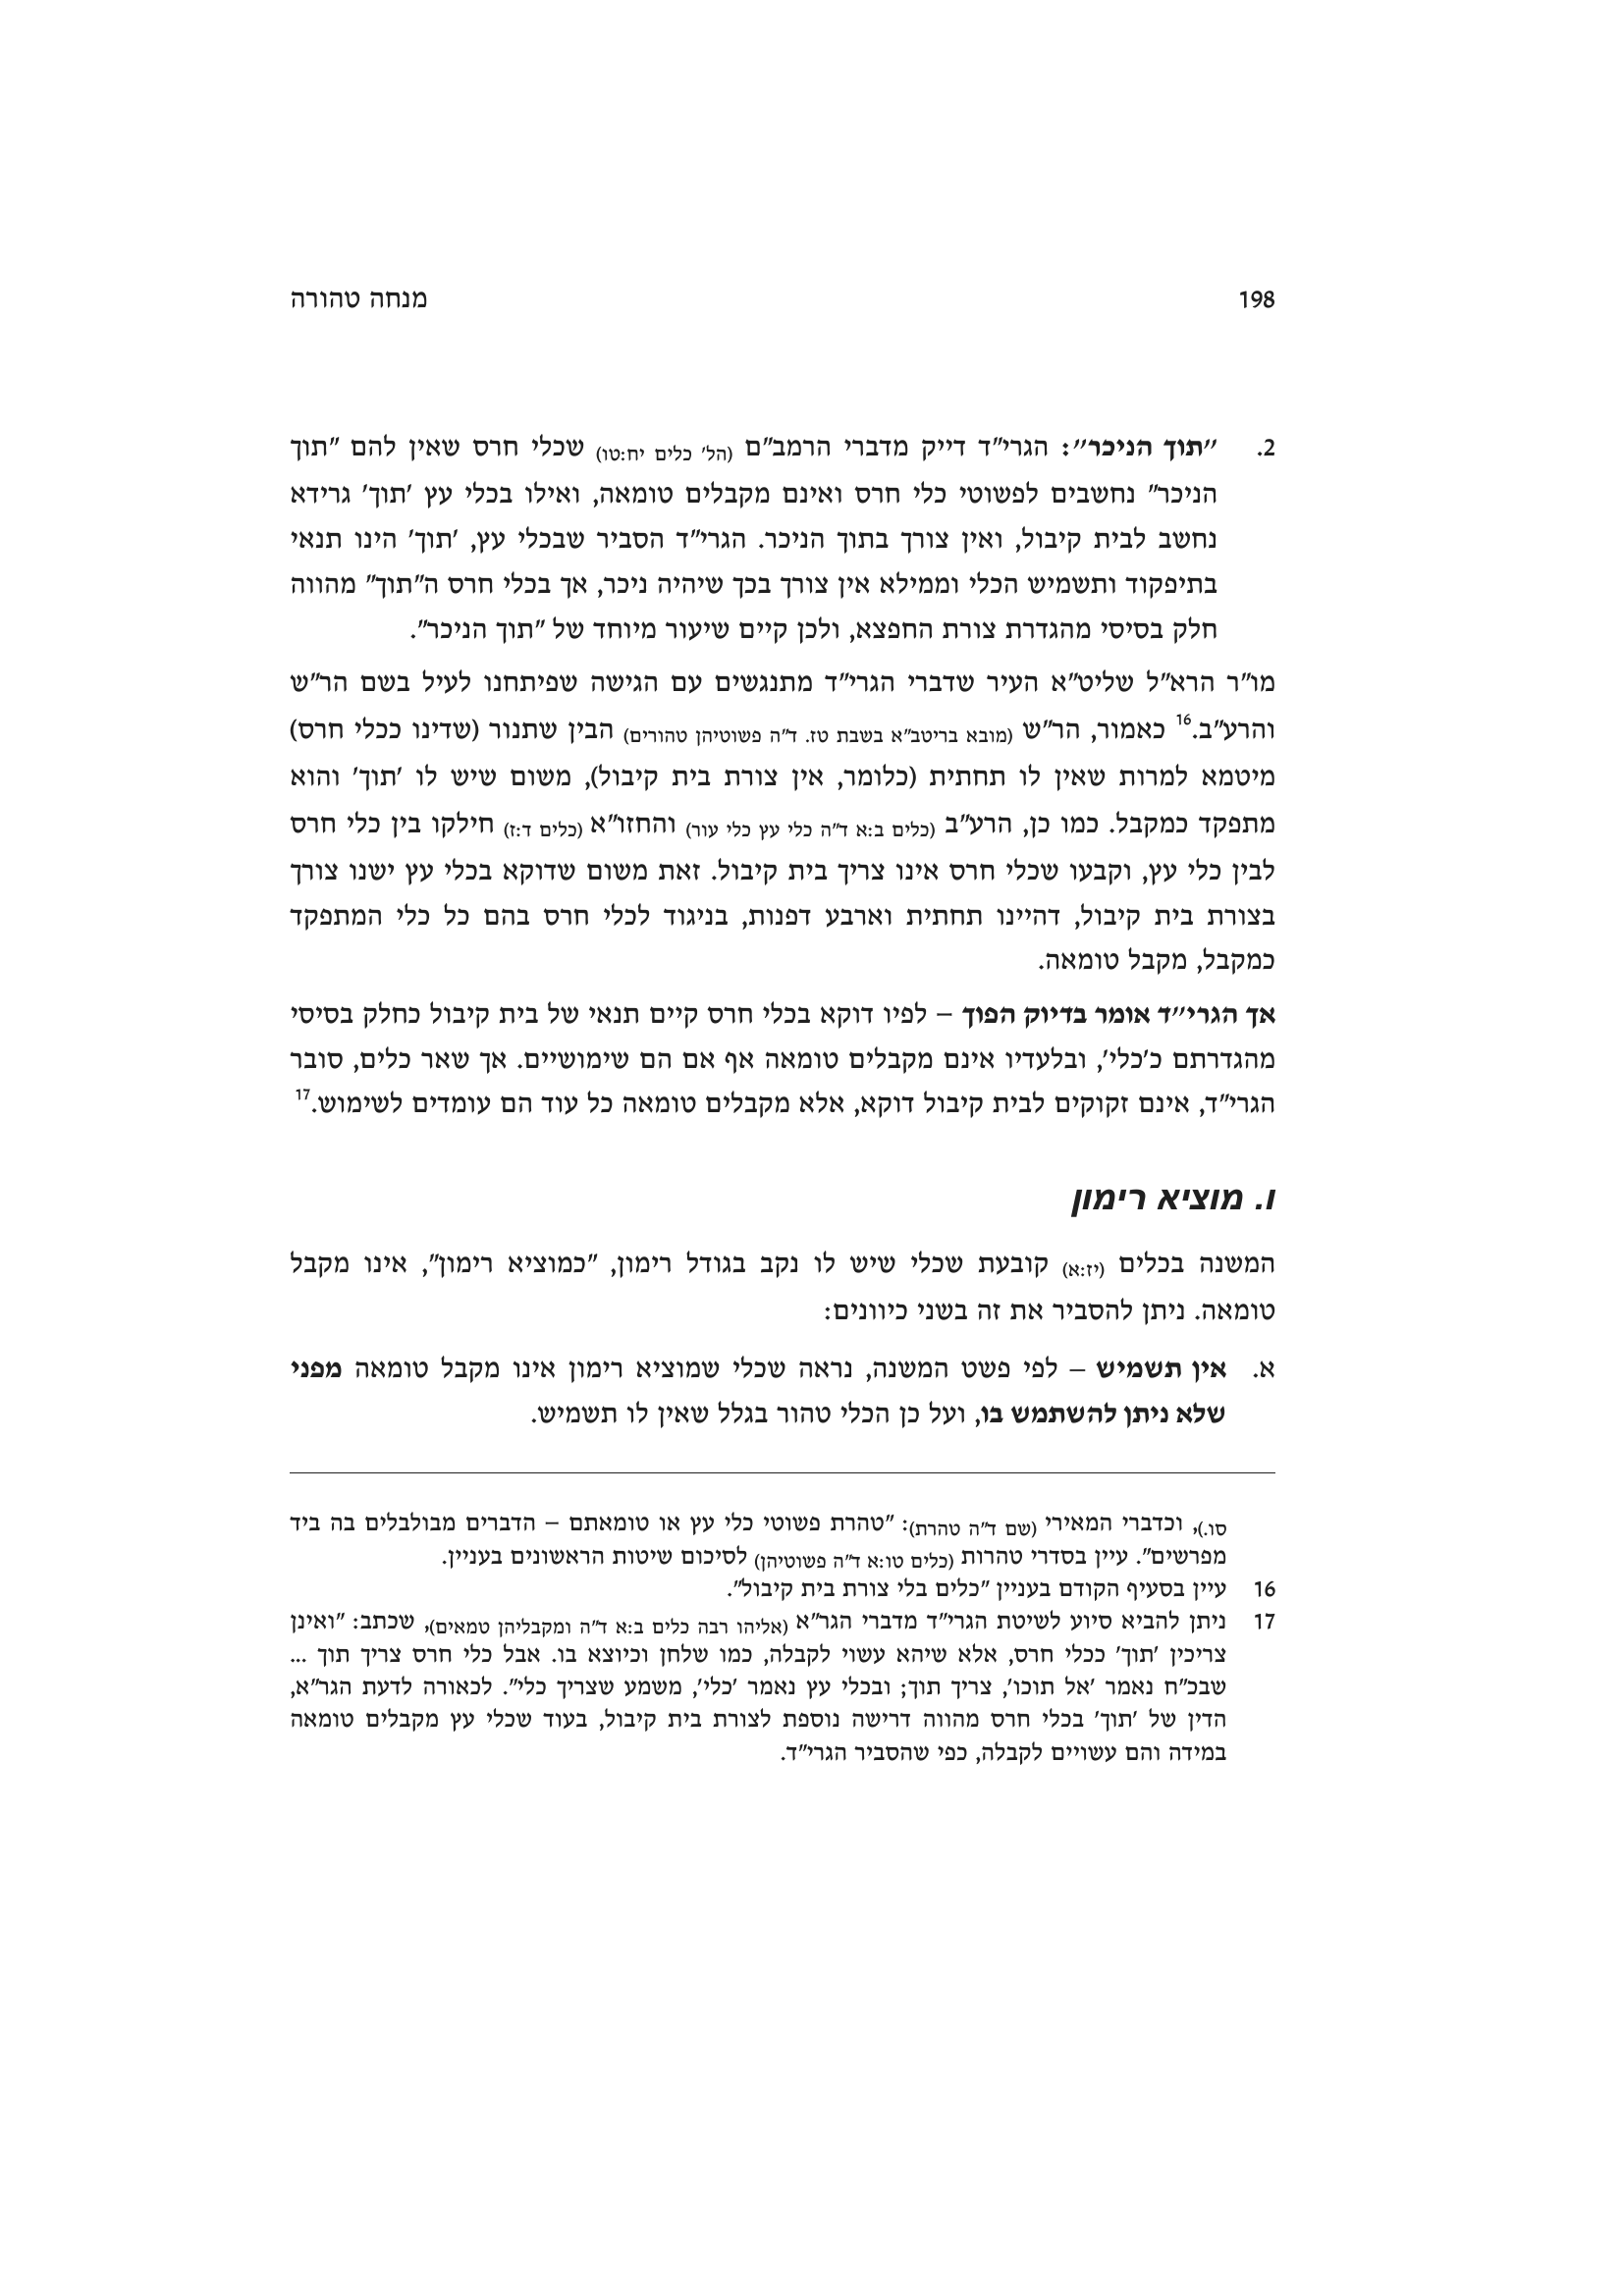 198 מנחה טהורה
2. ״תוך הניכר״: הגרי״ד דייק מדברי הרמב״ם (הל׳ כלים יח:טו) שכלי חרס שאין להם ״תוך
הניכר״ נחשבים לפשוטי כלי חרס ואינם מקבלים טומאה, ואילו בכלי עץ ׳תוך׳ גרידא
נחשב לבית קיבול, ואין צורך בתוך הניכר. הגרי״ד הסביר שבכלי עץ, ׳תוך׳ הינו תנאי
בתיפקוד ותשמיש הכלי וממילא אין צורך בכך שיהיה ניכר, אך בכלי חרס ה״תוך״ מהווה
חלק בסיסי מהגדרת צורת החפצא, ולכן קיים שיעור מיוחד של ״תוך הניכר״.
מו״ר הרא״ל שליט״א העיר שדברי הגרי״ד מתנגשים עם הגישה שפיתחנו לעיל בשם הר״ש
והרע״ב.16 כאמור, הר״ש (מובא בריטב״א בשבת טז. ד״ה פשוטיהן טהורים) הבין שתנור (שדינו ככלי חרס)
מיטמא למרות שאין לו תחתית (כלומר, אין צורת בית קיבול), משום שיש לו ׳תוך׳ והוא
מתפקד כמקבל. כמו כן, הרע״ב (כלים ב:א ד״ה כלי עץ כלי עור) והחזו״א (כלים ד:ז) חילקו בין כלי חרס
לבין כלי עץ, וקבעו שכלי חרס אינו צריך בית קיבול. זאת משום שדוקא בכלי עץ ישנו צורך
בצורת בית קיבול, דהיינו תחתית וארבע דפנות, בניגוד לכלי חרס בהם כל כלי המתפקד
כמקבל, מקבל טומאה.
אך הגרי״ד אומר בדיוק הפוך – לפיו דוקא בכלי חרס קיים תנאי של בית קיבול כחלק בסיסי
מהגדרתם כ׳כלי׳, ובלעדיו אינם מקבלים טומאה אף אם הם שימושיים. אך שאר כלים, סובר
הגרי״ד, אינם זקוקים לבית קיבול דוקא, אלא מקבלים טומאה כל עוד הם עומדים לשימוש.17
ו. מוציא רימון
המשנה בכלים (יז:א) קובעת שכלי שיש לו נקב בגודל רימון, ״כמוציא רימון״, אינו מקבל
טומאה. ניתן להסביר את זה בשני כיוונים:
א. אין תשמיש – לפי פשט המשנה, נראה שכלי שמוציא רימון אינו מקבל טומאה מפני
שלא ניתן להשתמש בו, ועל כן הכלי טהור בגלל שאין לו תשמיש.
סו.), וכדברי המאירי (שם ד״ה טהרת): ״טהרת פשוטי כלי עץ או טומאתם – הדברים מבולבלים בה ביד
מפרשים״. עיין בסדרי טהרות (כלים טו:א ד״ה פשוטיהן) לסיכום שיטות הראשונים בעניין.
16 עיין בסעיף הקודם בעניין ״כלים בלי צורת בית קיבול״.
17 ניתן להביא סיוע לשיטת הגרי״ד מדברי הגר״א (אליהו רבה כלים ב:א ד״ה ומקבליהן טמאים), שכתב: ״ואינן
צריכין ׳תוך׳ ככלי חרס, אלא שיהא עשוי לקבלה, כמו שלחן וכיוצא בו. אבל כלי חרס צריך תוך ...
שבכ״ח נאמר ׳אל תוכו׳, צריך תוך; ובכלי עץ נאמר ׳כלי׳, משמע שצריך כלי״. לכאורה לדעת הגר״א,
הדין של ׳תוך׳ בכלי חרס מהווה דרישה נוספת לצורת בית קיבול, בעוד שכלי עץ מקבלים טומאה
במידה והם עשויים לקבלה, כפי שהסביר הגרי״ד.